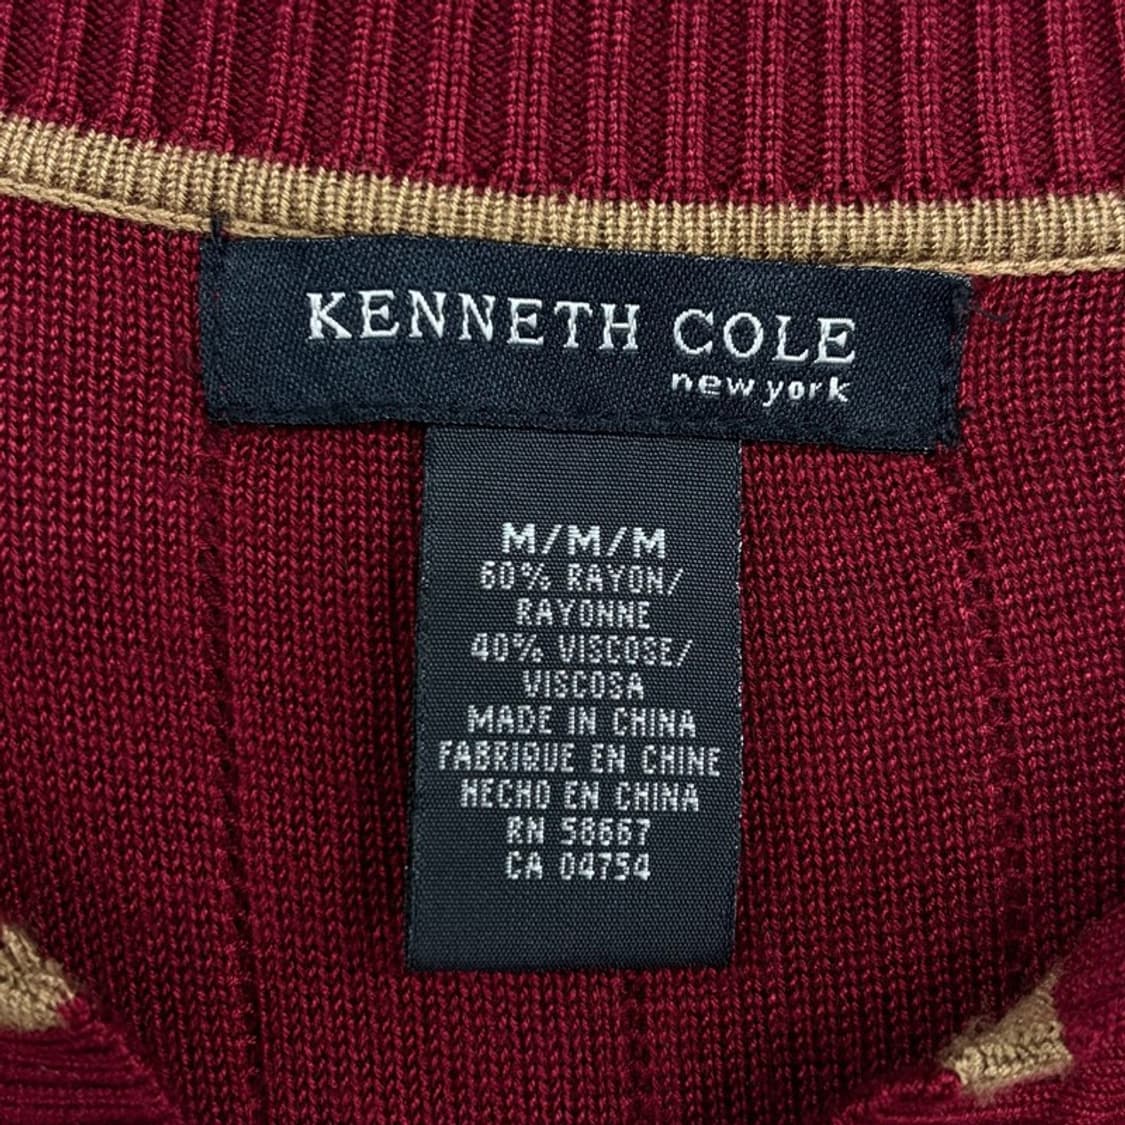 KENNETH COLE
new york
M/M/M
60% RAYON/
RAYONNE
40% VISCOSE/
VISCOSA
MADE IN CHINA
FABRIQUE EN CHINE
HECHO EN CHINA
RN 58667
CA 04754